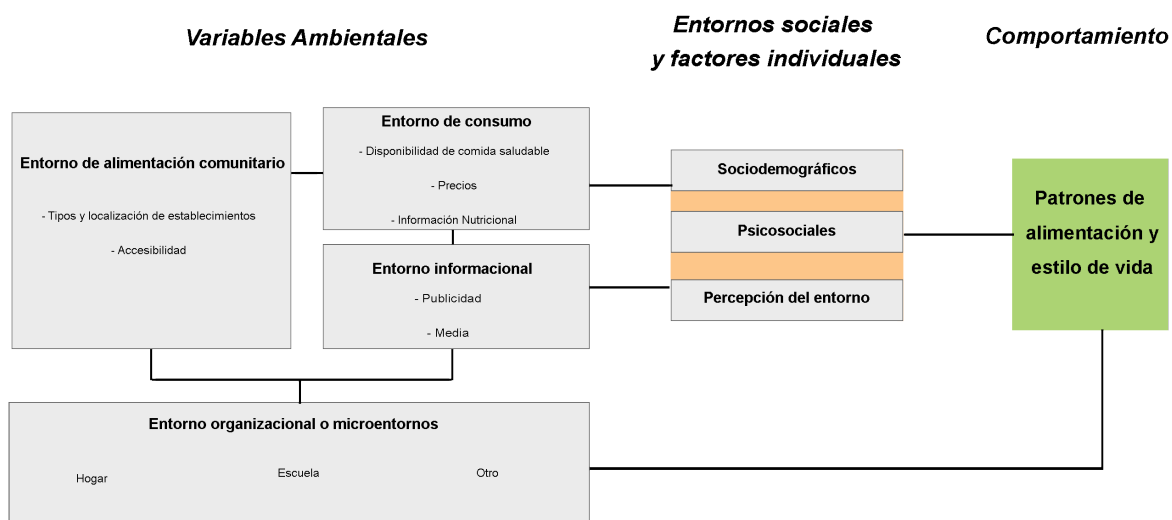 Variables Ambientales
Entornos sociales
y factores individuales
Comportamiento
Entorno de alimentación comunitario
- Tipos y localización de establecimientos
- Accesibilidad
Entorno de consumo
- Disponibilidad de comida saludable
- Precios
- Información Nutricional
Entorno informacional
- Publicidad
- Media
Sociodemográficos
Psicosociales
Percepción del entorno
Patrones de
alimentación y
estilo de vida
Entorno organizacional o microentornos
Hogar
Escuela
Otro